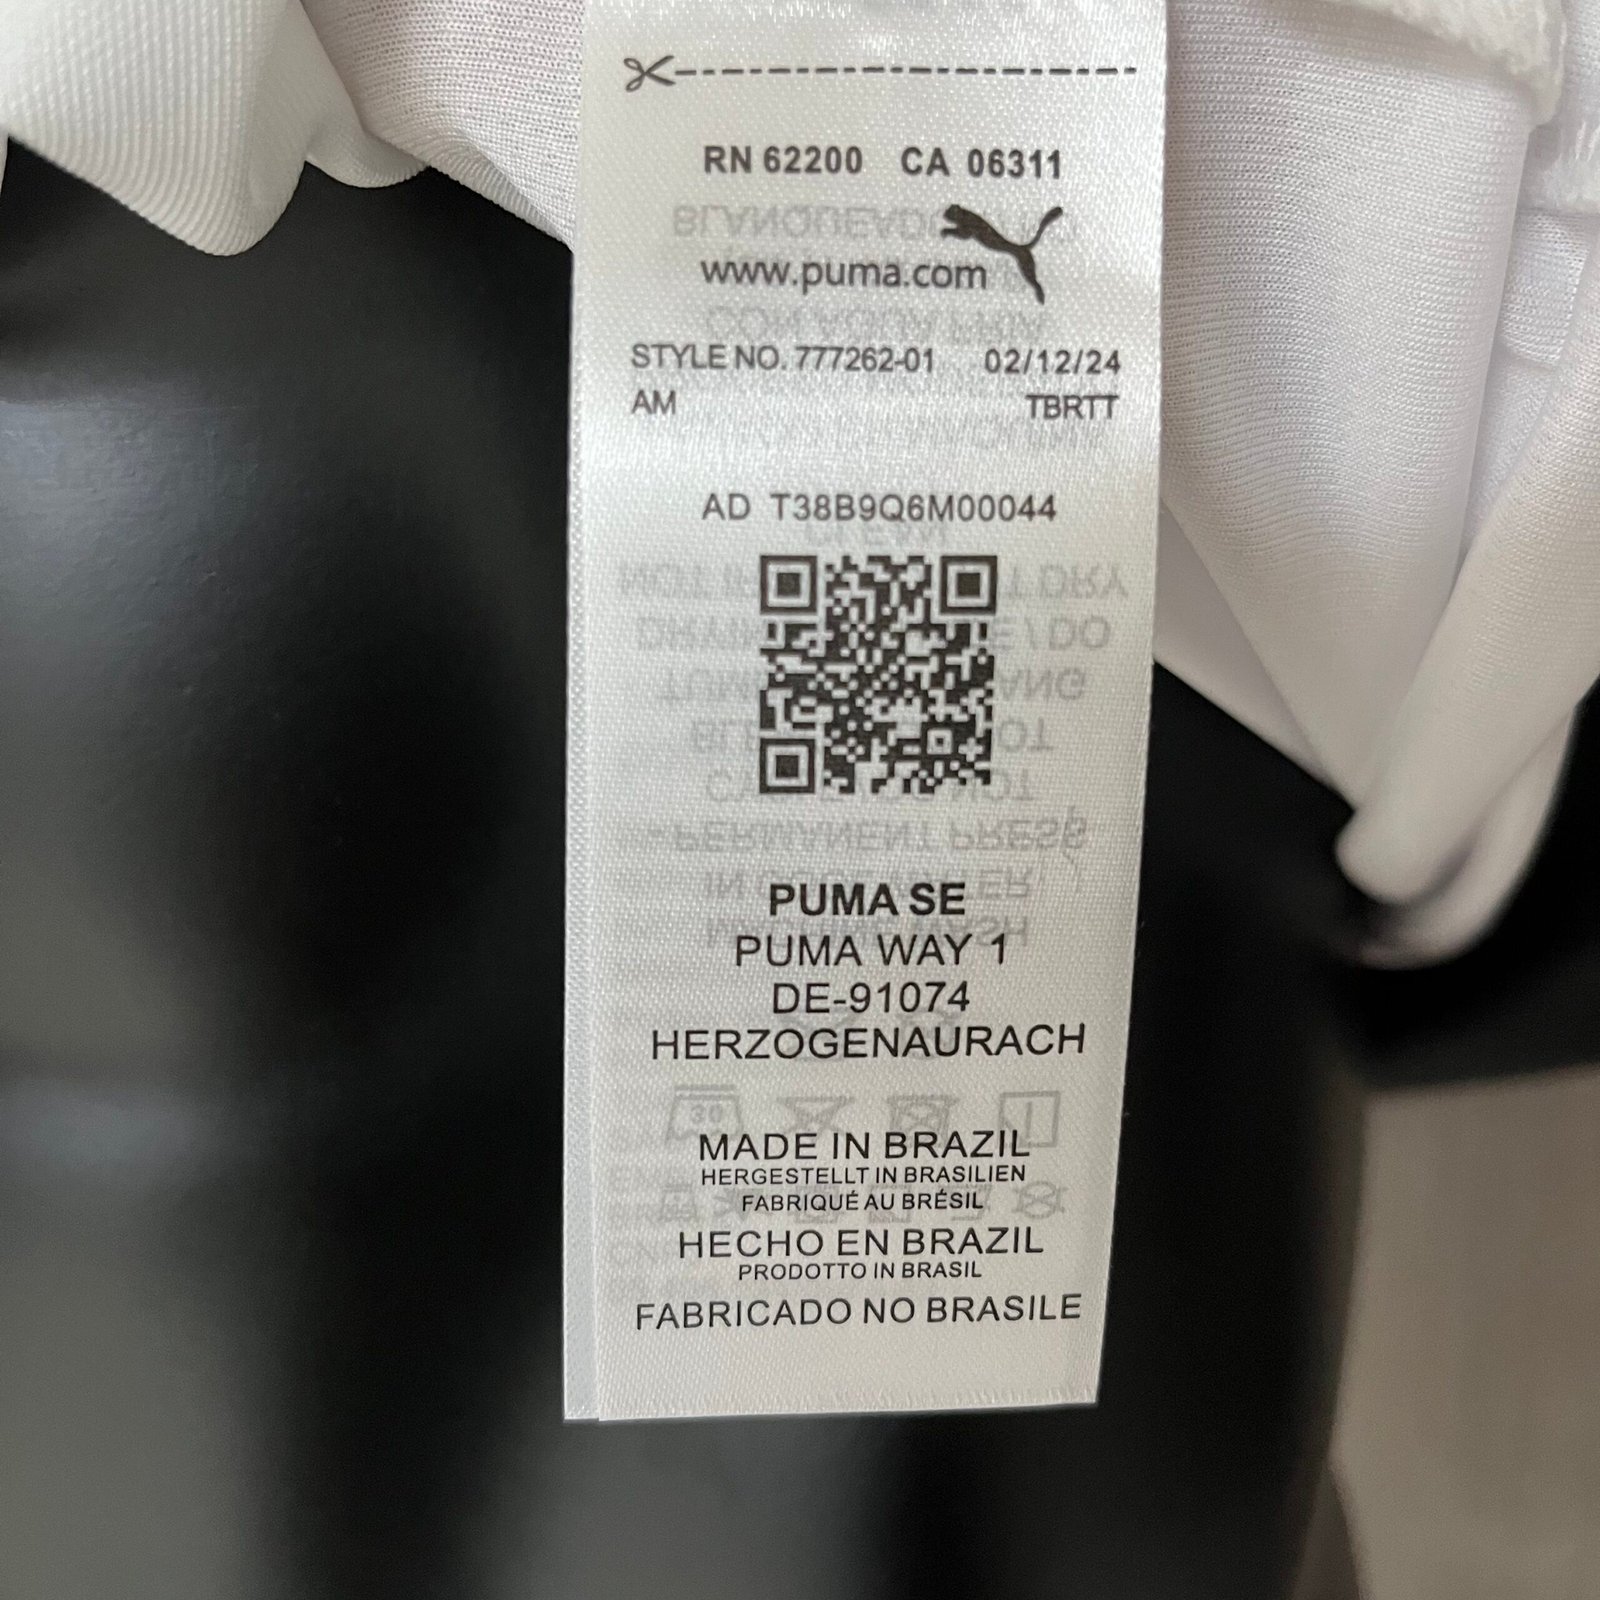 RN 62200 CA 06311
www.puma.com
STYLE NO. 777262-01 02/12/24
AM TBRTT
AD T38B9Q6M00044
PUMA SE
PUMA WAY 1
DE-91074
HERZOGENAURACH
MADE IN BRAZIL
HERGESTELLT IN BRASILIEN
FABRIQUÉ AU BRÉSIL
HECHO EN BRAZIL
PRODOTTO IN BRASIL
FABRICADO NO BRASILE